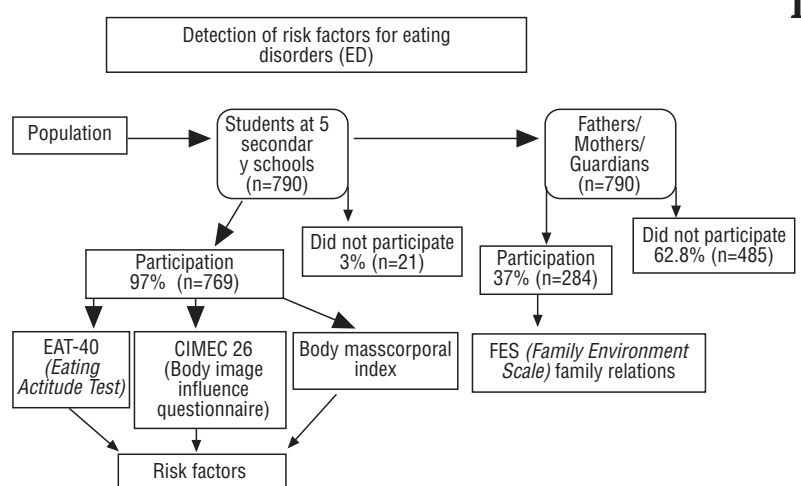 Detection of risk factors for eating
disorders (ED)
Population
Students at 5
secondar
y schools
(n=790)
Fathers/
Mothers/
Guardians
(n=790)
Did not participate
3% (n=21)
Did not participate
62.8% (n=485)
Participation
97% (n=769)
Participation
37% (n=284)
EAT-40
(Eating
Actitude Test)
CIMEC 26
(Body image
influence
questionnaire)
Body masscorporal
index
FES (Family Environment
Scale) family relations
Risk factors